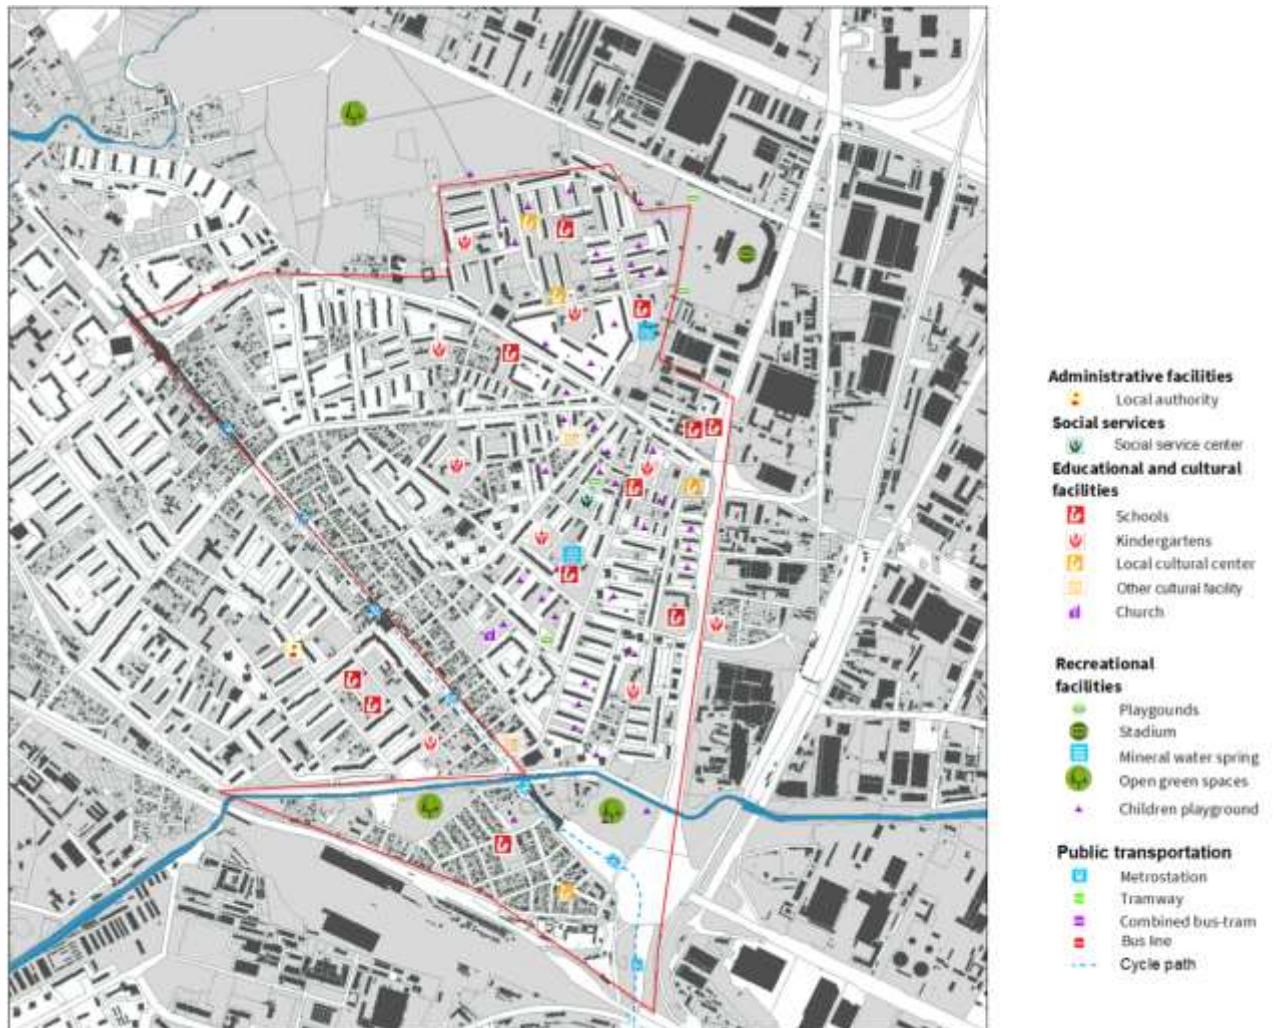 Administrative facilities
Local authority
Social services
Social service center
Educational and cultural
facilities
Schools
Kindergartens
Local cultural center
Other cultural facility
Church
Recreational
facilities
Playgounds
Stadium
Mineral water spring
Open green spaces
Children playground
Public transportation
Metrostation
Tramway
Combined bus-tram
Bus line
Cycle path